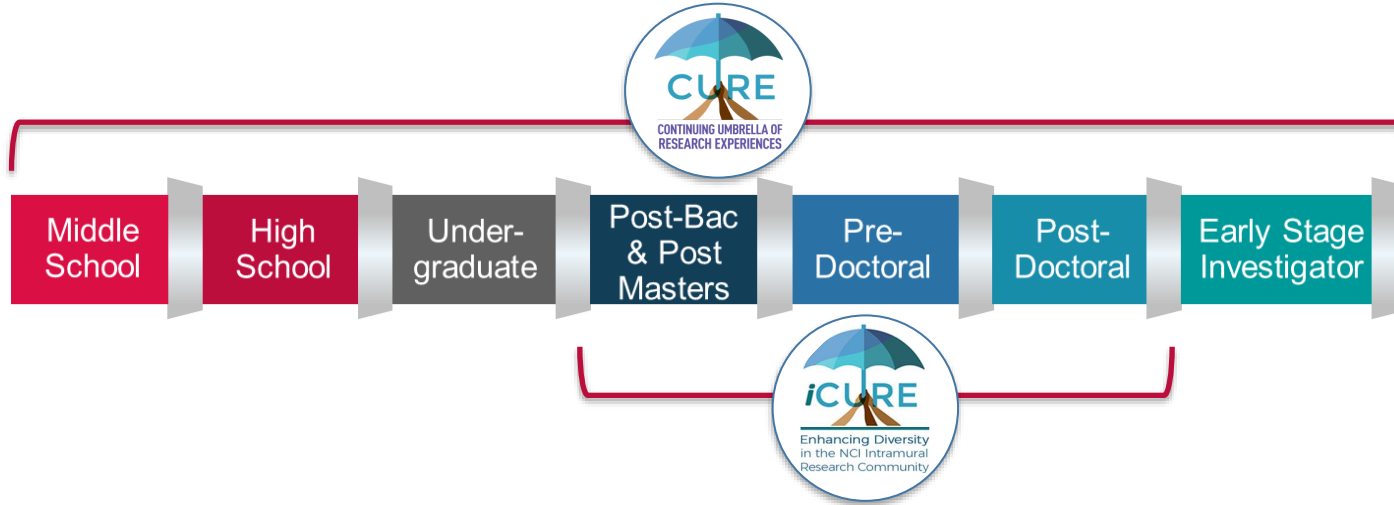 CURE
CONTINUING UMBRELLA OF
RESEARCH EXPERIENCES
Middle
School
High
School
Under-
graduate
Post-Bac
& Post
Masters
Pre-
Doctoral
Post-
Doctoral
Early Stage
Investigator
iCURE
Enhancing Diversity
in the NCI Intramural
Research Community